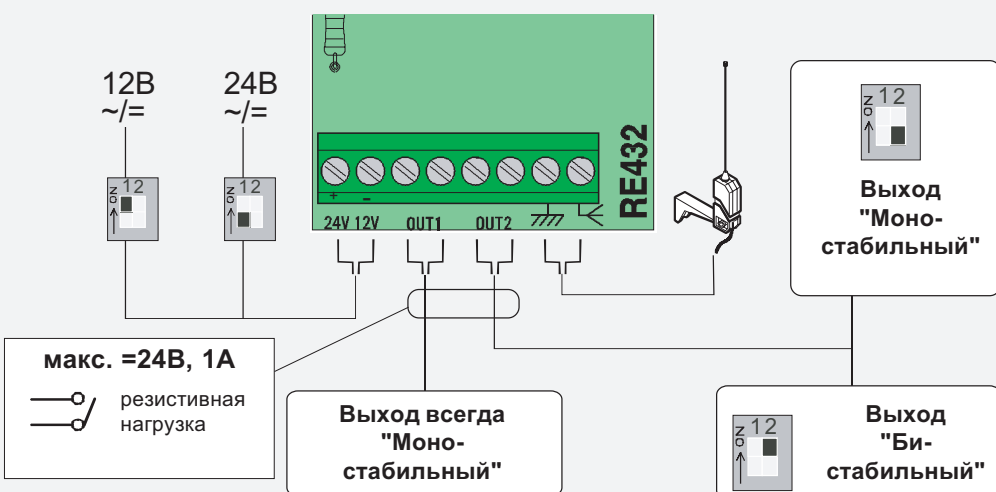 12В
~/=
24В
~/=
ON 12
ON 12
+ −
24V 12V OUT1 OUT2
RE432
ON 12
Выход
"Моно-
стабильный"
макс. =24В, 1А
резистивная
нагрузка
Выход всегда
"Моно-
стабильный"
ON 12
Выход
"Би-
стабильный"